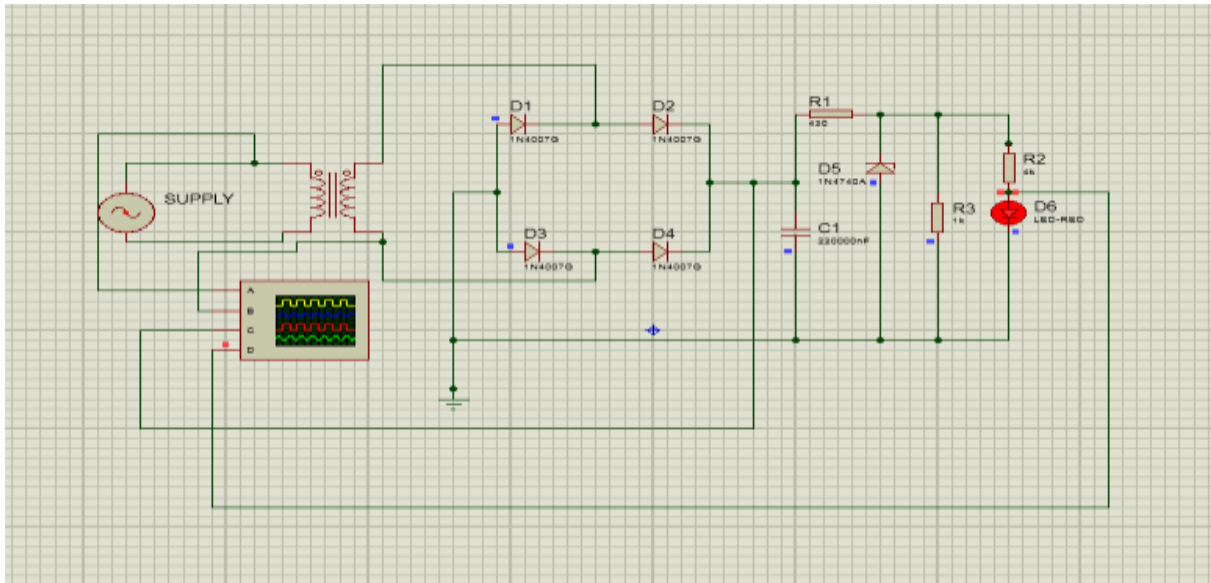 D1
1N4007G
D2
1N4007G
R1
430
SUPPLY
D5
1N4740A
R2
R3
1k
D6
LED-RED
D3
1N4007G
D4
1N4007G
C1
220000nF
A
B
C
D